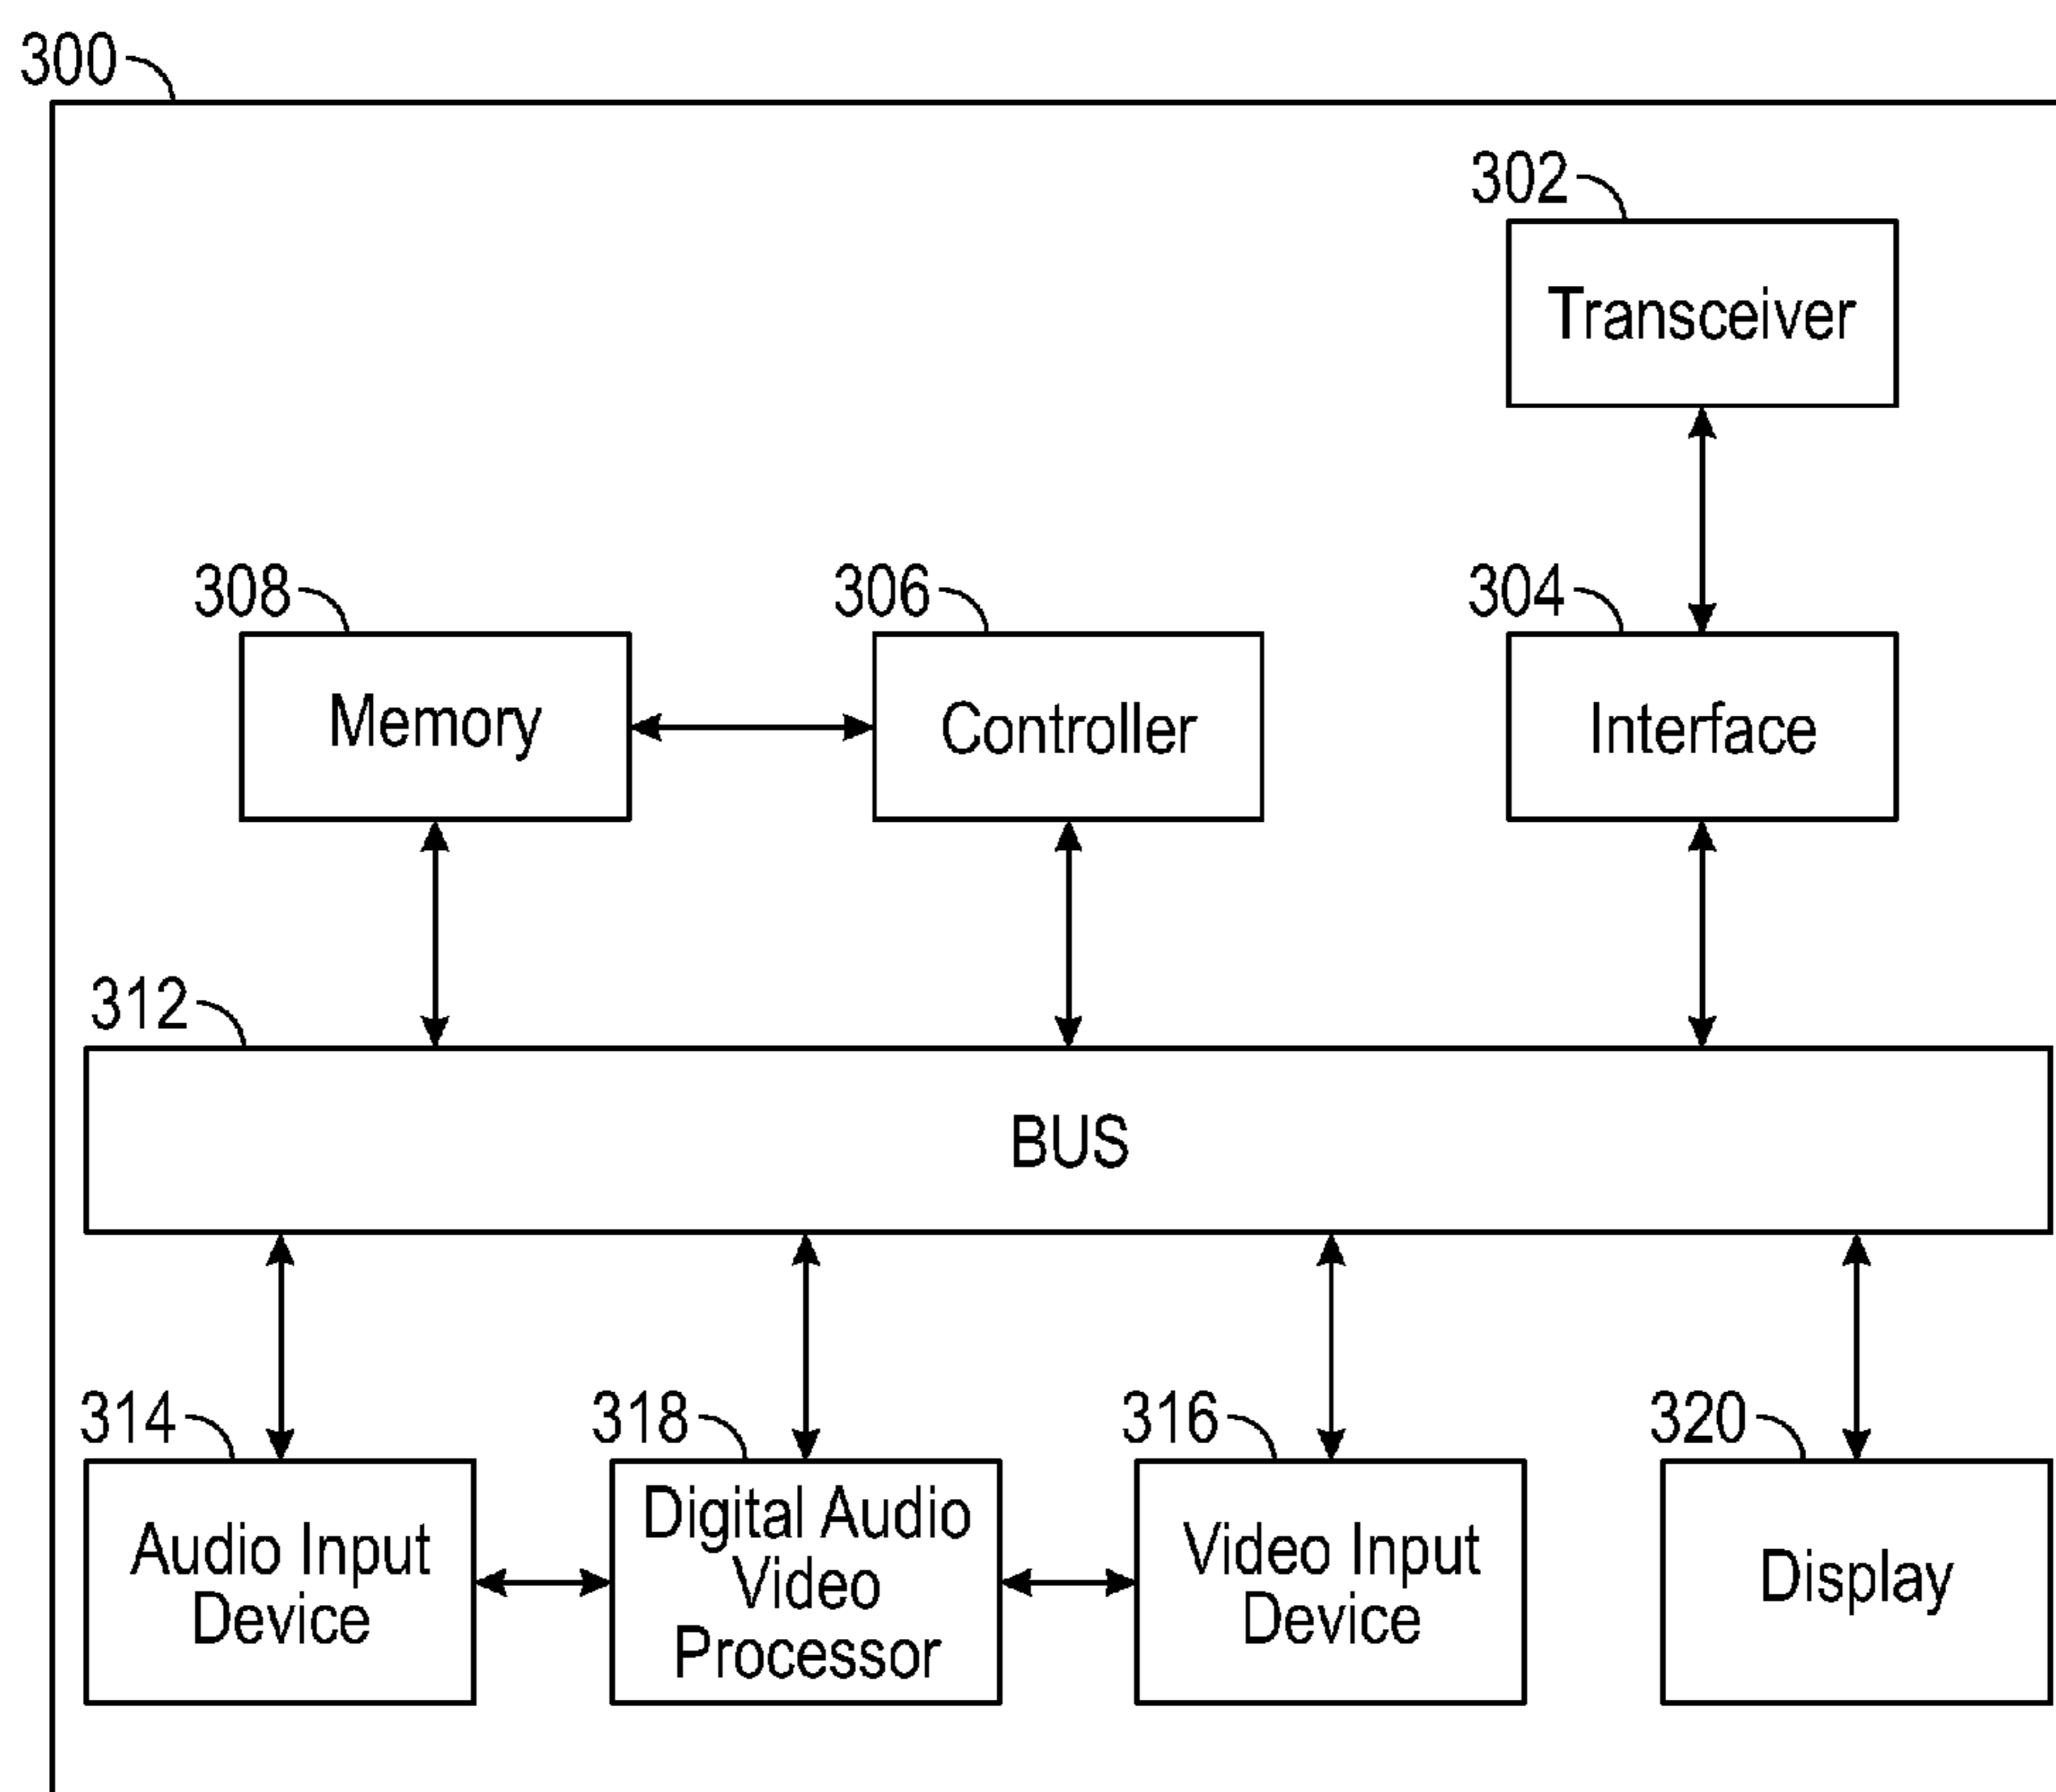 300
302
Transceiver
308
306
304
Memory
Controller
Interface
312
BUS
314
318
316
320
Audio Input
Device
Digital Audio
Video
Processor
Video Input
Device
Display